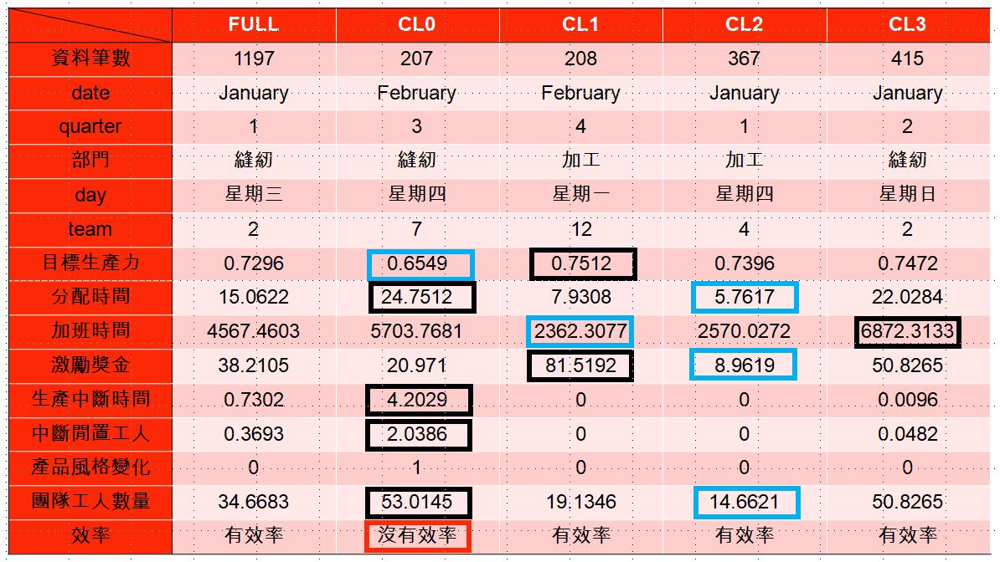 FULL CL0 CL1 CL2 CL3
資料筆數 1197 207 208 367 415
date January February February January January
quarter 1 3 4 1 2
部門 縫紉 縫紉 加工 加工 縫紉
day 星期三 星期四 星期一 星期四 星期日
team 2 7 12 4 2
目標生產力 0.7296 0.6549 0.7512 0.7396 0.7472
分配時間 15.0622 24.7512 7.9308 5.7617 22.0284
加班時間 4567.4603 5703.7681 2362.3077 2570.0272 6872.3133
激勵獎金 38.2105 20.971 81.5192 8.9619 50.8265
生產中斷時間 0.7302 4.2029 0 0 0.0096
中斷閒置工人 0.3693 2.0386 0 0 0.0482
產品風格變化 0 1 0 0 0
團隊工人數量 34.6683 53.0145 19.1346 14.6621 50.8265
效率 有效率 沒有效率 有效率 有效率 有效率